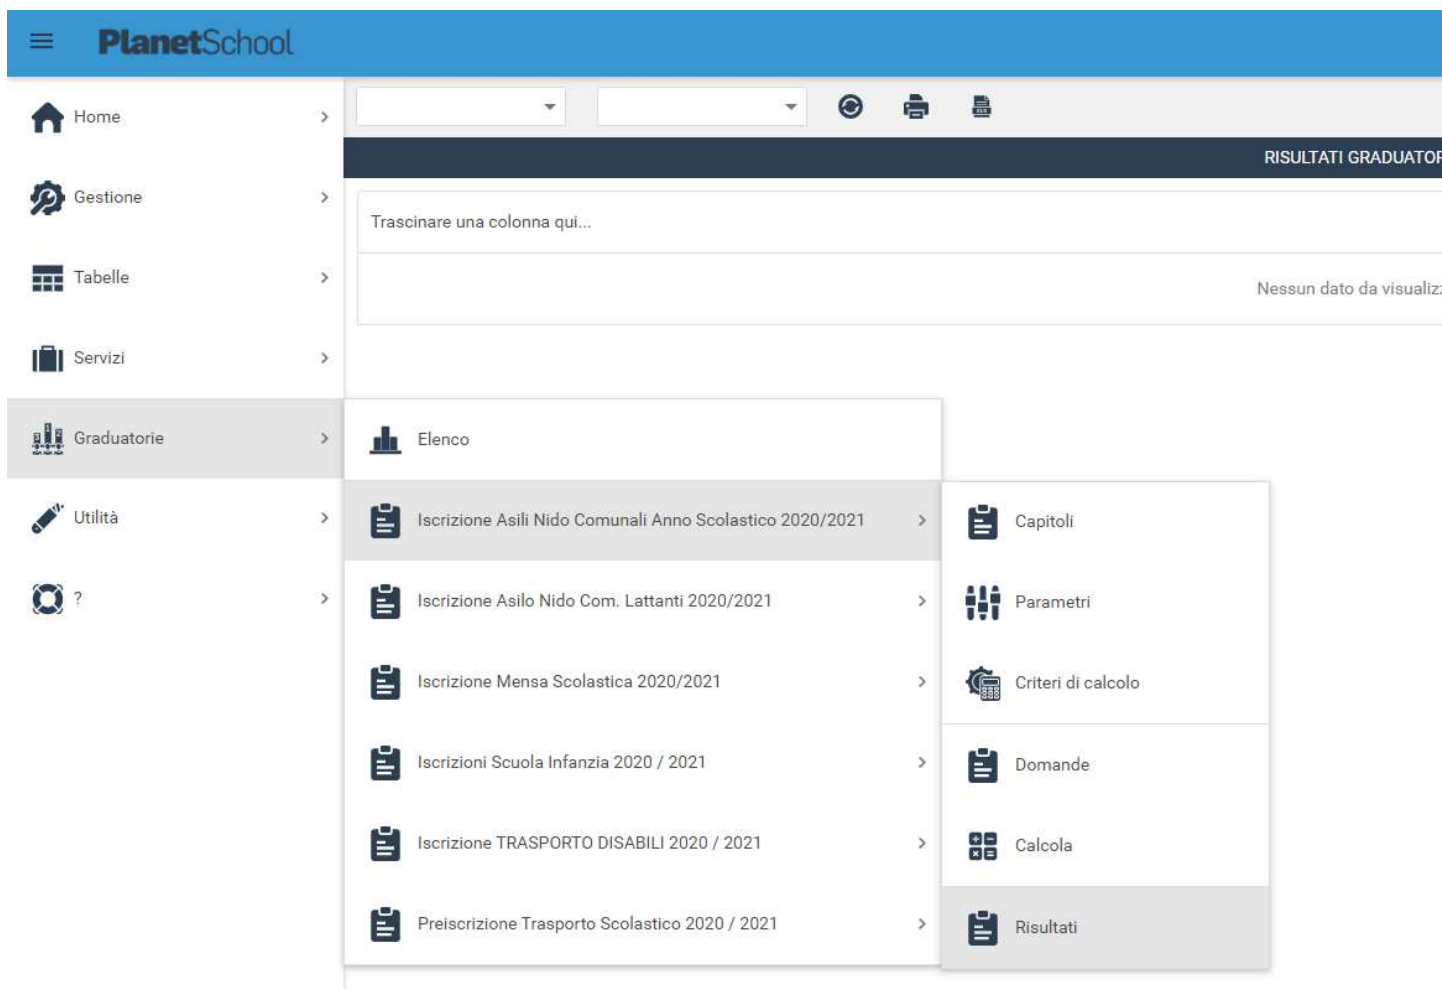 PlanetSchool
Home
RISULTATI GRADUATOR
Gestione
Trascinare una colonna qui...
Tabelle
Nessun dato da visualiz
Servizi
Graduatorie
Elenco
Utilità
Iscrizione Asili Nido Comunali Anno Scolastico 2020/2021
Capitoli
?
Iscrizione Asilo Nido Com. Lattanti 2020/2021
Parametri
Iscrizione Mensa Scolastica 2020/2021
Criteri di calcolo
Iscrizioni Scuola Infanzia 2020 / 2021
Domande
Iscrizione TRASPORTO DISABILI 2020 / 2021
Calcola
Preiscrizione Trasporto Scolastico 2020 / 2021
Risultati